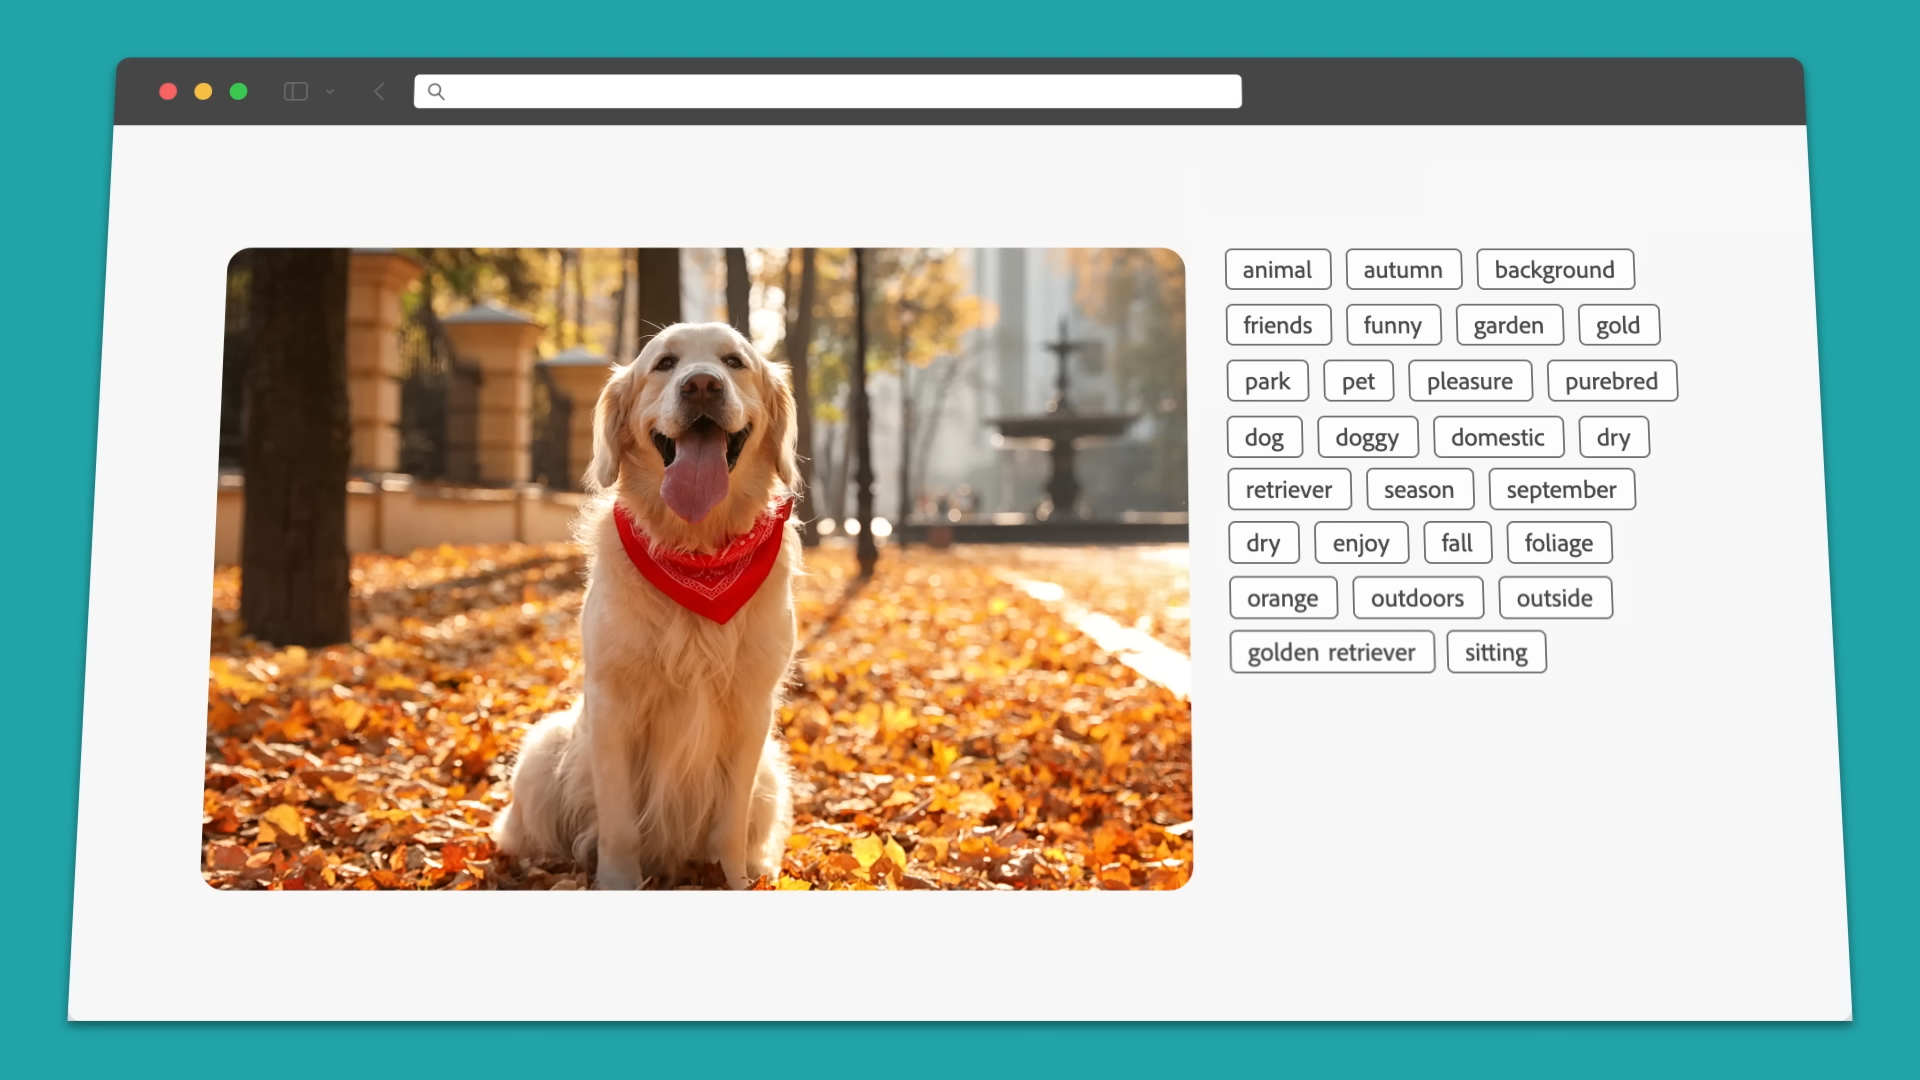 animal autumn background
friends funny garden gold
park pet pleasure purebred
dog doggy domestic dry
retriever season september
dry enjoy fall foliage
orange outdoors outside
golden retriever sitting